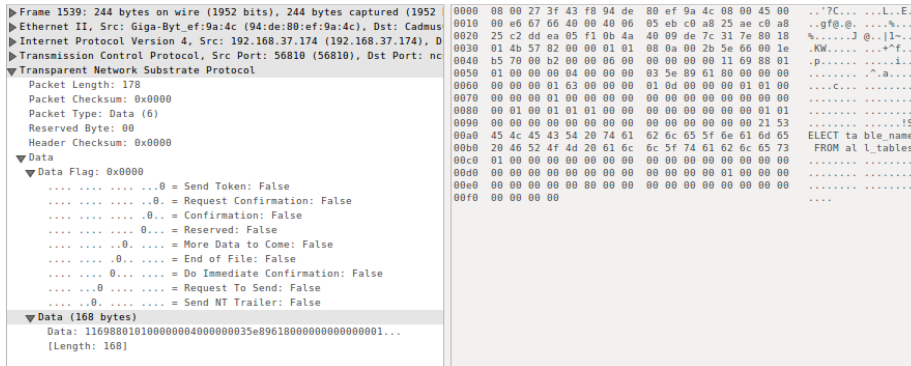 Frame 1539: 244 bytes on wire (1952 bits), 244 bytes captured (1952
Ethernet II, Src: Giga-Byt_ef:9a:4c (94:de:80:ef:9a:4c), Dst: Cadmus
Internet Protocol Version 4, Src: 192.168.37.174 (192.168.37.174), D
Transmission Control Protocol, Src Port: 56810 (56810), Dst Port: nc
Transparent Network Substrate Protocol
Packet Length: 178
Packet Checksum: 0x0000
Packet Type: Data (6)
Reserved Byte: 00
Header Checksum: 0x0000
Data
Data Flag: 0x0000
.... .... .... ...0 = Send Token: False
.... .... .... ..0. = Request Confirmation: False
.... .... .... .0.. = Confirmation: False
.... .... .... 0... = Reserved: False
.... .... ..0. .... = More Data to Come: False
.... .... .0.. .... = End of File: False
.... .... 0... .... = Do Immediate Confirmation: False
.... ...0 .... .... = Request To Send: False
.... ..0. .... .... = Send NT Trailer: False
Data (168 bytes)
Data: 116988010100000004000000035e89618000000000000001...
[Length: 168]
0000 08 00 27 3f 43 f8 94 de 80 ef 9a 4c 08 00 45 00 ..'?C... ...L..E.
0010 00 e6 67 66 40 00 40 06 05 eb c0 a8 25 ae c0 a8 ..gf@.@. ....%...
0020 25 c2 dd ea 05 f1 0b 4a 40 09 de 7c 31 7e 80 18 %......J @..|1~..
0030 01 4b 57 82 00 00 01 01 08 0a 00 2b 5e 66 00 1e .KW..... ...+^f..
0040 b5 70 00 b2 00 00 06 00 00 00 00 00 11 69 88 01 .p...... .....i..
0050 01 00 00 00 04 00 00 00 03 5e 89 61 80 00 00 00 ........ .^.a....
0060 00 00 00 01 63 00 00 00 01 0d 00 00 00 01 01 00 ....c... ........
0070 00 00 00 01 00 00 00 00 00 00 00 00 00 00 00 00 ........ ........
0080 00 01 00 01 01 01 00 00 00 00 00 00 00 00 01 01 ........ ........
0090 00 00 00 00 00 00 00 00 00 00 00 00 00 00 21 53 ........ ......!S
00a0 45 4c 45 43 54 20 74 61 62 6c 65 5f 6e 61 6d 65 ELECT ta ble_name
00b0 20 46 52 4f 4d 20 61 6c 6c 5f 74 61 62 6c 65 73 FROM al l_tables
00c0 01 00 00 00 00 00 00 00 00 00 00 00 00 00 00 00 ........ ........
00d0 00 00 00 00 00 00 00 00 00 00 00 00 01 00 00 00 ........ ........
00e0 00 00 00 00 00 80 00 00 00 00 00 00 00 00 00 00 ........ ........
00f0 00 00 00 00 ....